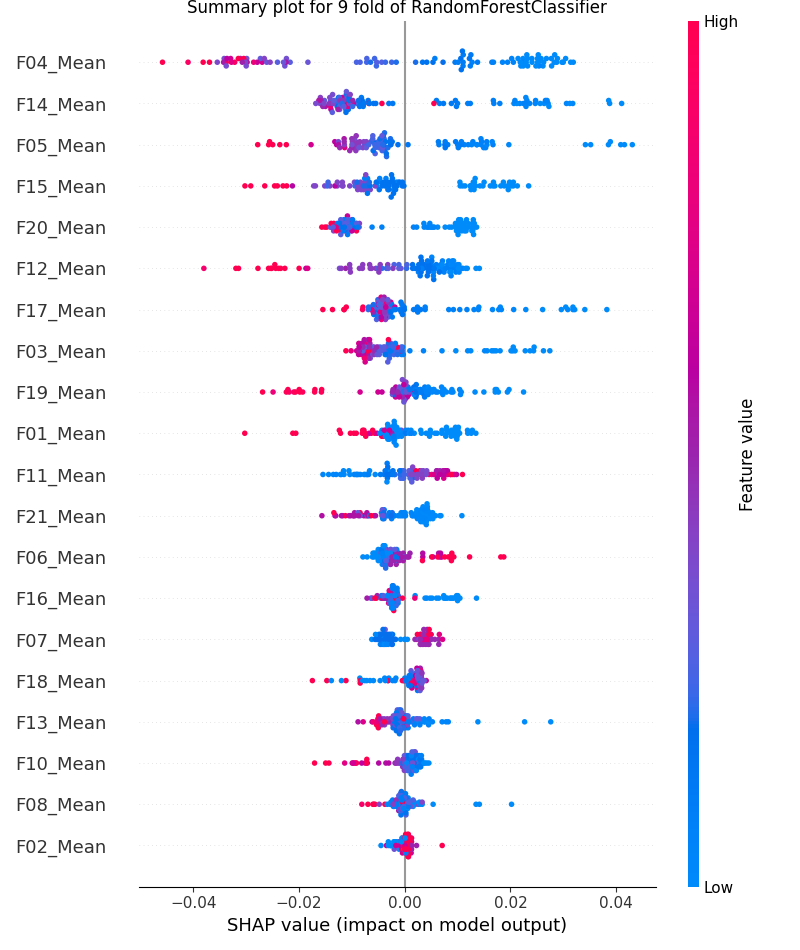 Summary plot for 9 fold of RandomForestClassifier
High
F04_Mean
F14_Mean
F05_Mean
F15_Mean
F20_Mean
F12_Mean
F17_Mean
F03_Mean
F19_Mean
F01_Mean
F11_Mean
F21_Mean
F06_Mean
F16_Mean
F07_Mean
F18_Mean
F13_Mean
F10_Mean
F08_Mean
F02_Mean
Feature value
Low
−0.04 −0.02 0.00 0.02 0.04
SHAP value (impact on model output)